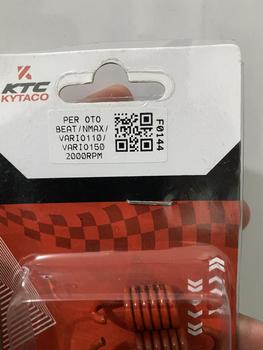 KTC
KYTACO
PER OTO
BEAT/NMAX/
VARIO110/
VARIO150
2000RPM
F0144